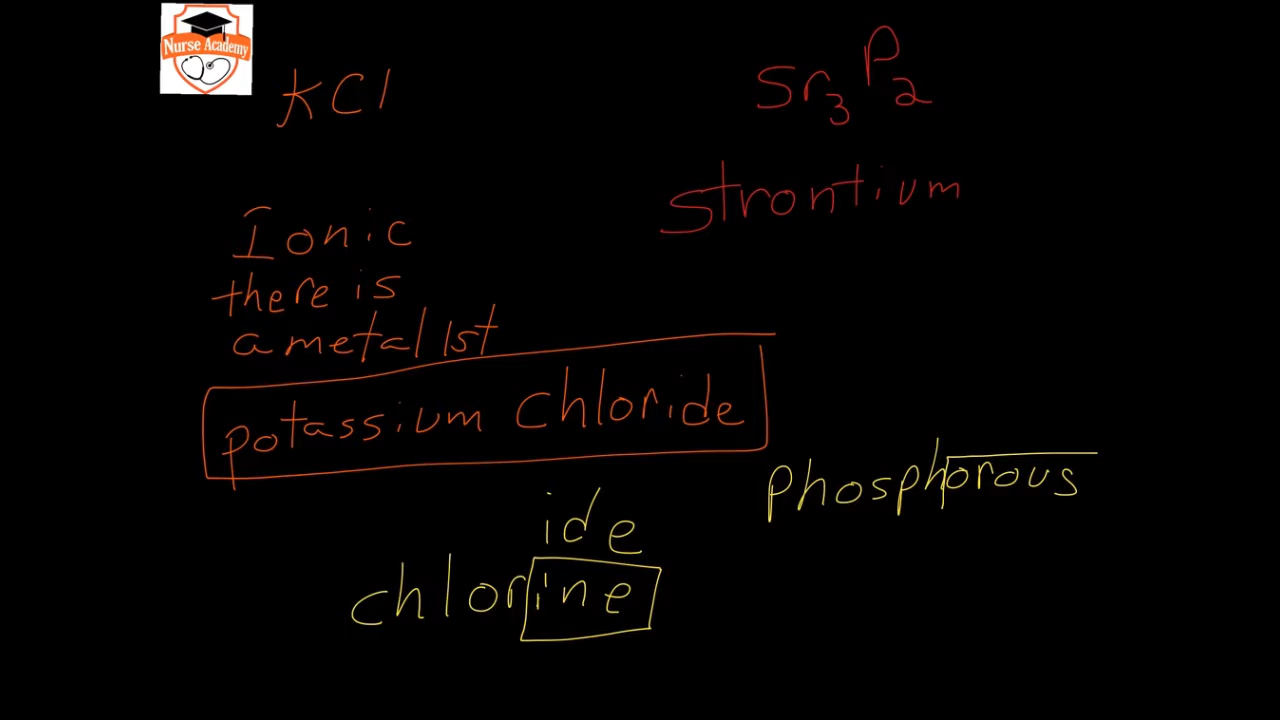 Nurse Academy
KCl
Sr3P2
Strontium
Ionic
there is
a metal 1st
potassium Chloride
Phosphorous
ide
chlorine